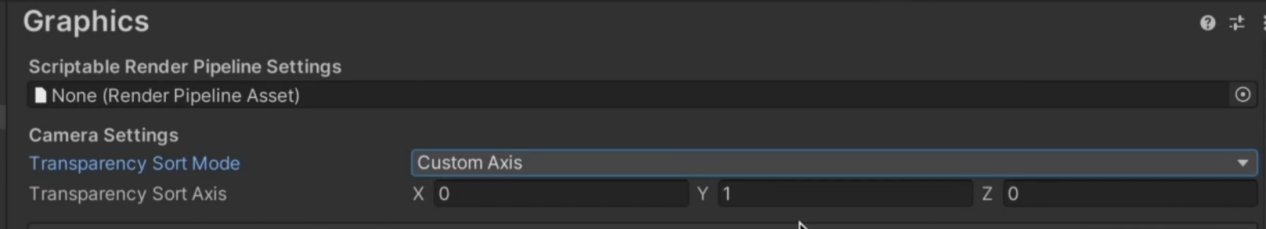 Graphics
Scriptable Render Pipeline Settings
None (Render Pipeline Asset)
Camera Settings
Transparency Sort Mode Custom Axis
Transparency Sort Axis X 0 Y 1 Z 0